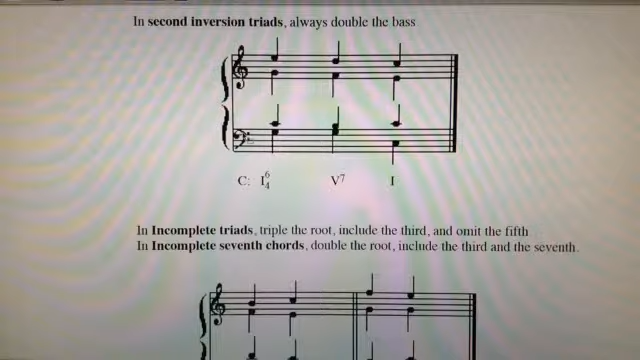 In second inversion triads, always double the bass
C: I6/4 V7 I
In Incomplete triads, triple the root, include the third, and omit the fifth
In Incomplete seventh chords, double the root, include the third and the seventh.